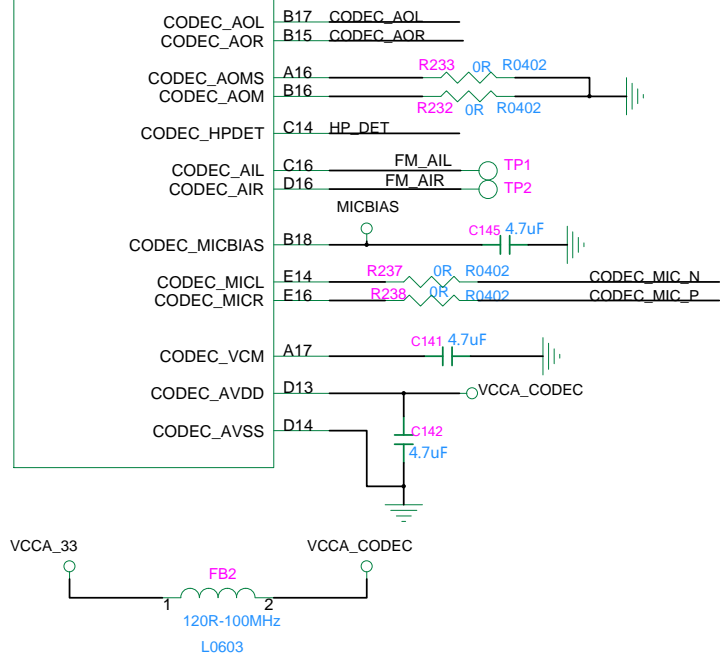 CODEC_AOL B17 CODEC_AOL
CODEC_AOR B15 CODEC_AOR
CODEC_AOMS A16 R233 0R R0402
CODEC_AOM B16 R232 0R R0402
CODEC_HPDET C14 HP_DET
CODEC_AIL C16 FM_AIL TP1
CODEC_AIR D16 FM_AIR TP2
MICBIAS
CODEC_MICBIAS B18 C145 4.7uF
CODEC_MICL E14 R237 0R R0402 CODEC_MIC_N
CODEC_MICR E16 R238 0R R0402 CODEC_MIC_P
CODEC_VCM A17 C141 4.7uF
CODEC_AVDD D13 VCCA_CODEC
CODEC_AVSS D14 C142
4.7uF
VCCA_33 VCCA_CODEC
FB2
1 2
120R-100MHz
L0603